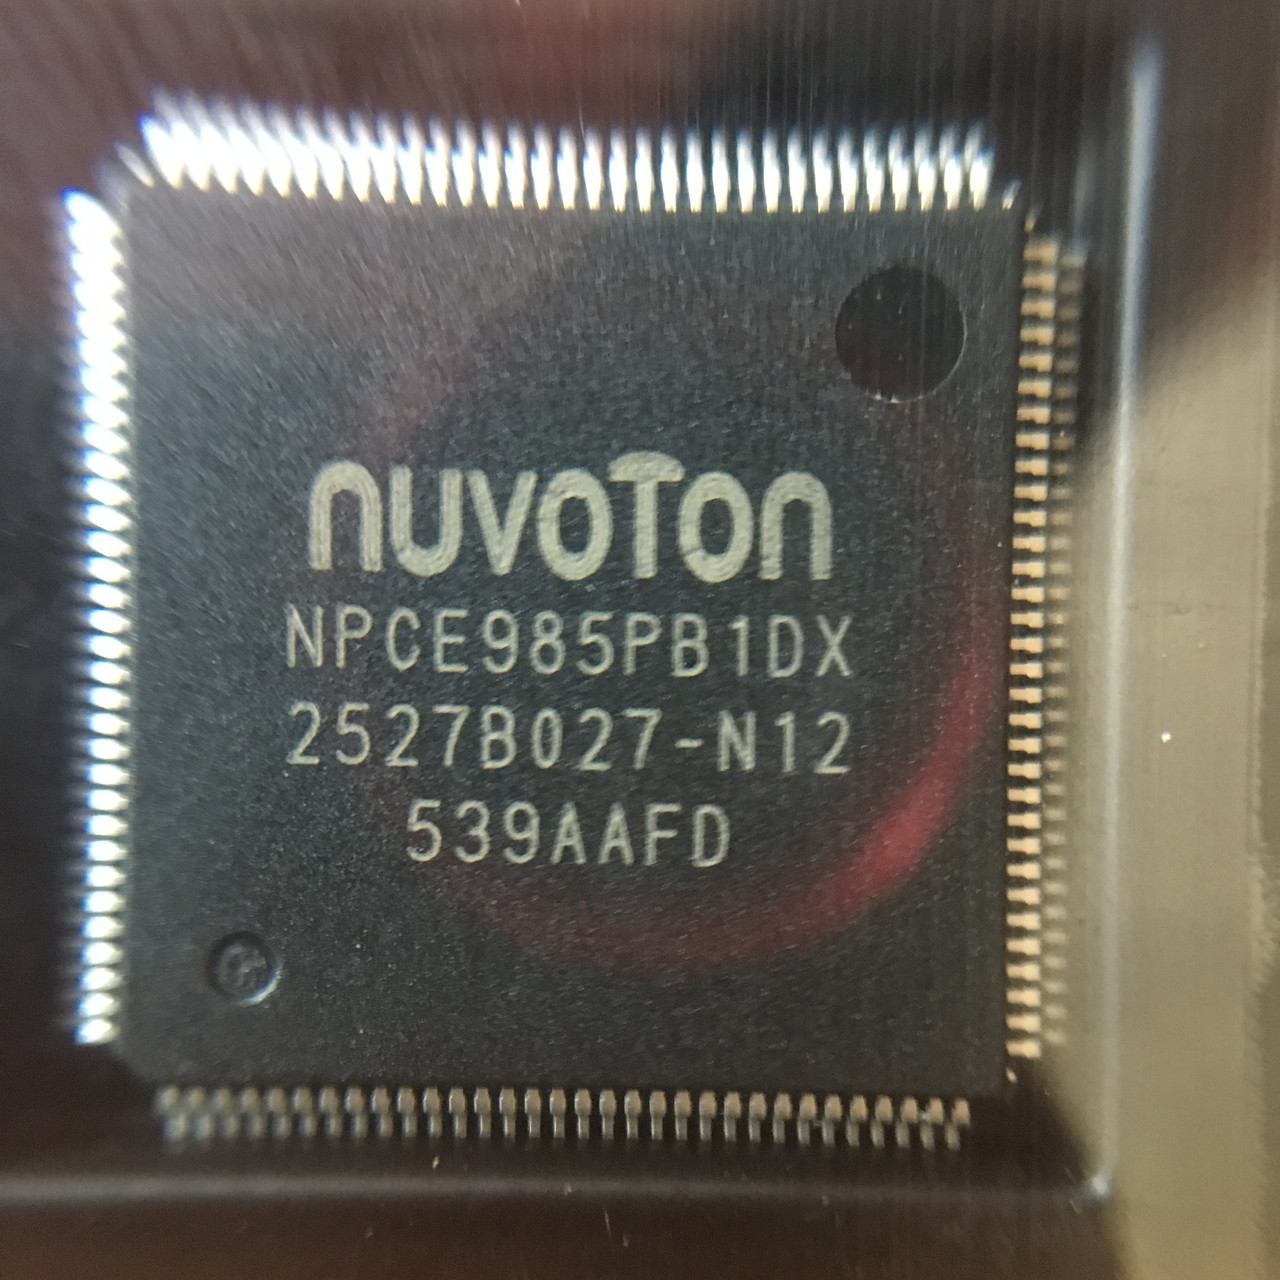 nuvoTon
NPCE985PB1DX
2527B027-N12
539AAFD